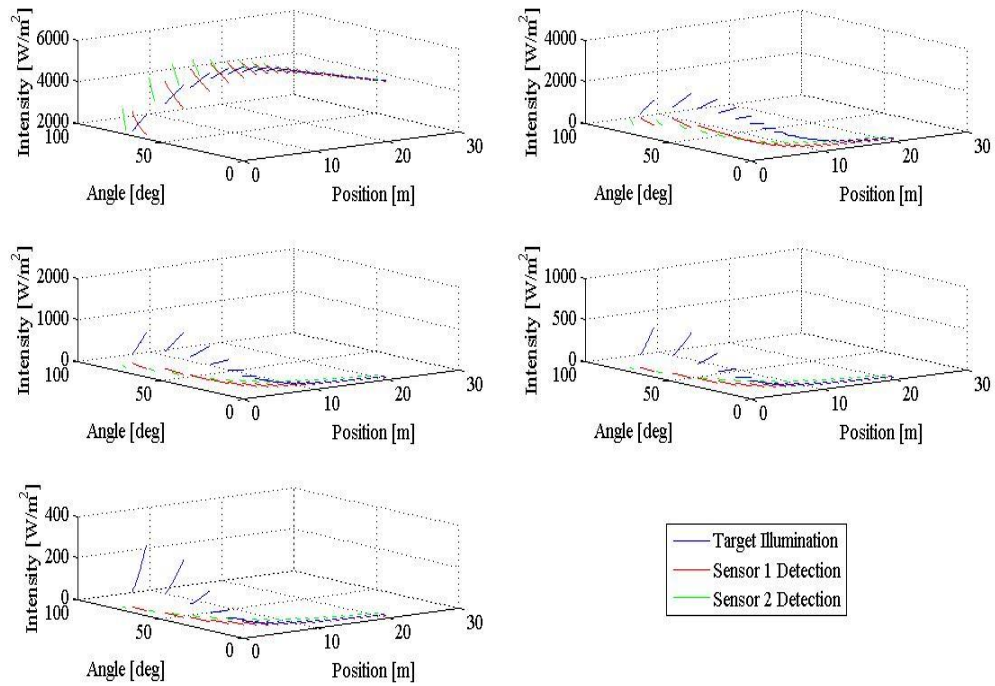 6000
4000
2000
100
50
0
0
10
20
30
Intensity [W/m²]
Angle [deg]
Position [m]
4000
2000
0
100
50
0
0
10
20
30
Intensity [W/m²]
Angle [deg]
Position [m]
2000
1000
0
100
50
0
0
10
20
30
Intensity [W/m²]
Angle [deg]
Position [m]
1000
500
0
100
50
0
0
10
20
30
Intensity [W/m²]
Angle [deg]
Position [m]
400
200
0
100
50
0
0
10
20
30
Intensity [W/m²]
Angle [deg]
Position [m]
Target Illumination
Sensor 1 Detection
Sensor 2 Detection